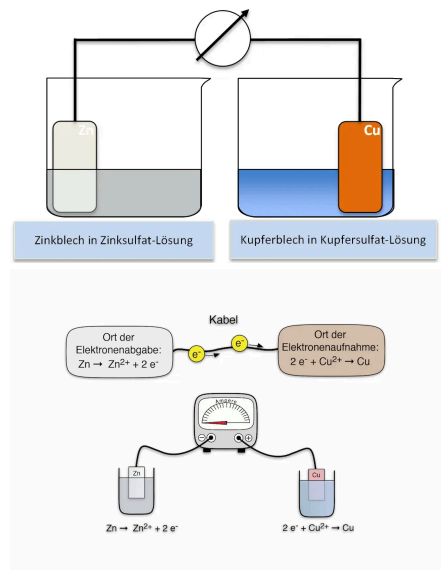 Zn
Cu
Zinkblech in Zinksulfat-Lösung
Kupferblech in Kupfersulfat-Lösung
Kabel
Ort der
Elektronenabgabe:
Zn → Zn²⁺ + 2 e⁻
e⁻
e⁻
Ort der
Elektronenaufnahme:
2 e⁻ + Cu²⁺ → Cu
Ampere
−
+
Zn
Cu
Zn → Zn²⁺ + 2 e⁻
2 e⁻ + Cu²⁺ → Cu